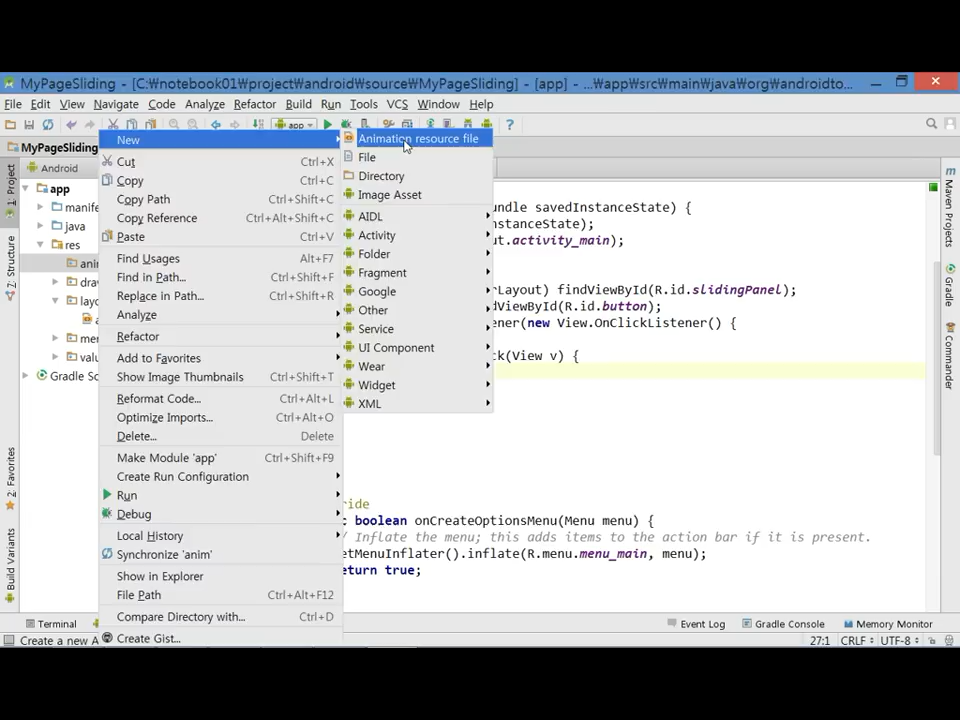 MyPageSliding - [C:₩notebook01₩project₩android₩source₩MyPageSliding] - [app] - ...₩app₩src₩main₩java₩org₩androidto...
File Edit View Navigate Code Analyze Refactor Build Run Tools VCS Window Help
app
MyPageSliding
Android
app
manife
java
res
anim
dra
layo
a
me
valu
Gradle Sc
1: Project
7: Structure
2: Favorites
Build Variants
New
Cut Ctrl+X
Copy Ctrl+C
Copy Path Ctrl+Shift+C
Copy Reference Ctrl+Alt+Shift+C
Paste Ctrl+V
Find Usages Alt+F7
Find in Path... Ctrl+Shift+F
Replace in Path... Ctrl+Shift+R
Analyze
Refactor
Add to Favorites
Show Image Thumbnails Ctrl+Shift+T
Reformat Code... Ctrl+Alt+L
Optimize Imports... Ctrl+Alt+O
Delete... Delete
Make Module 'app' Ctrl+Shift+F9
Create Run Configuration
Run
Debug
Local History
Synchronize 'anim'
Show in Explorer
File Path Ctrl+Alt+F12
Compare Directory with... Ctrl+D
Create Gist...
Animation resource file
File
Directory
Image Asset
AIDL
Activity
Folder
Fragment
Google
Other
Service
UI Component
Wear
Widget
XML
undle savedInstanceState) {
nstanceState);
ut.activity_main);
rLayout) findViewById(R.id.slidingPanel);
ndViewById(R.id.button);
ener(new View.OnClickListener() {
ck(View v) {
ride
c boolean onCreateOptionsMenu(Menu menu) {
/ Inflate the menu; this adds items to the action bar if it is present.
etMenuInflater().inflate(R.menu.menu_main, menu);
eturn true;
Maven Projects
Gradle
Commander
Terminal
Event Log Gradle Console Memory Monitor
Create a new A
27:1 CRLF UTF-8